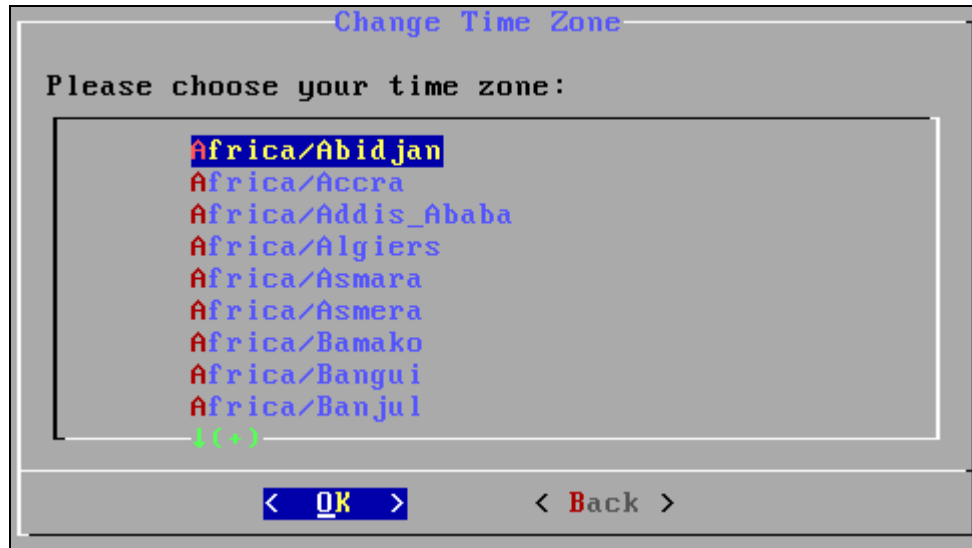 Change Time Zone
Please choose your time zone:
Africa/Abidjan
Africa/Accra
Africa/Addis_Ababa
Africa/Algiers
Africa/Asmara
Africa/Asmera
Africa/Bamako
Africa/Bangui
Africa/Banjul
↓(+)
< OK > < Back >